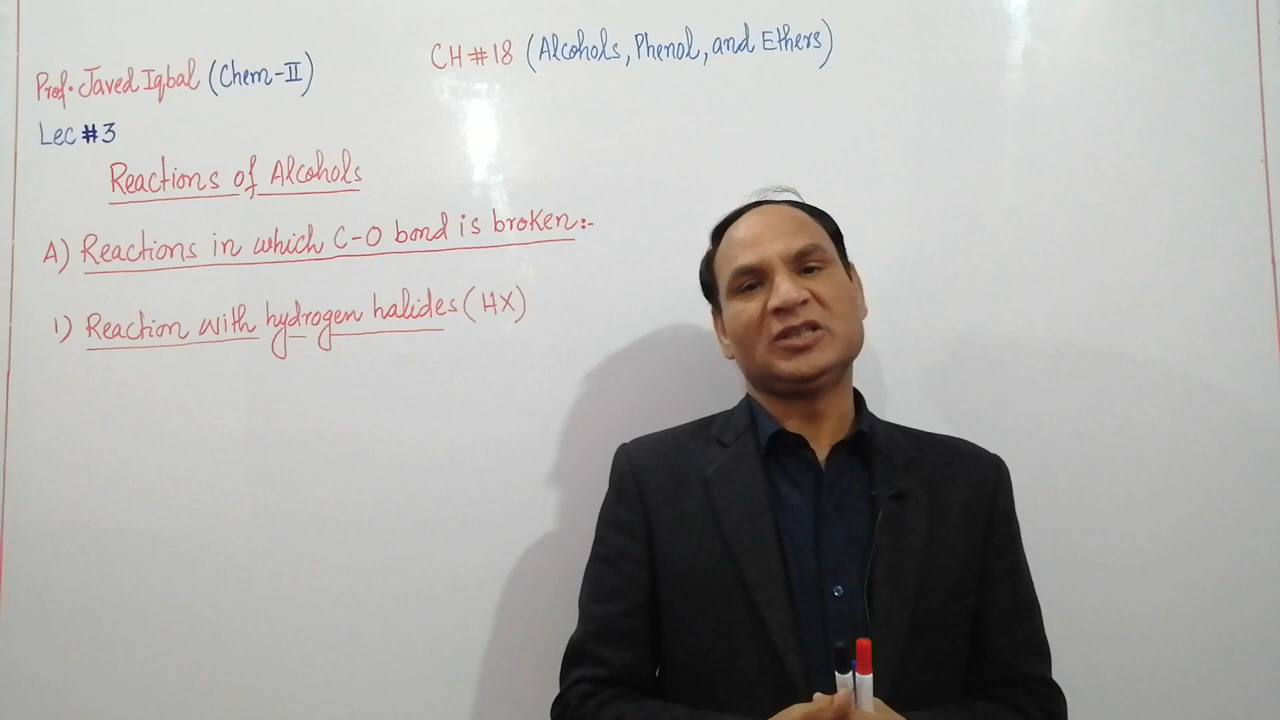 CH#18 (Alcohols, Phenol, and Ethers)
Prof. Javed Iqbal (Chem-II)
Lec #3
Reactions of Alcohols
A) Reactions in which C-O bond is broken:-
1) Reaction with hydrogen halides (HX)